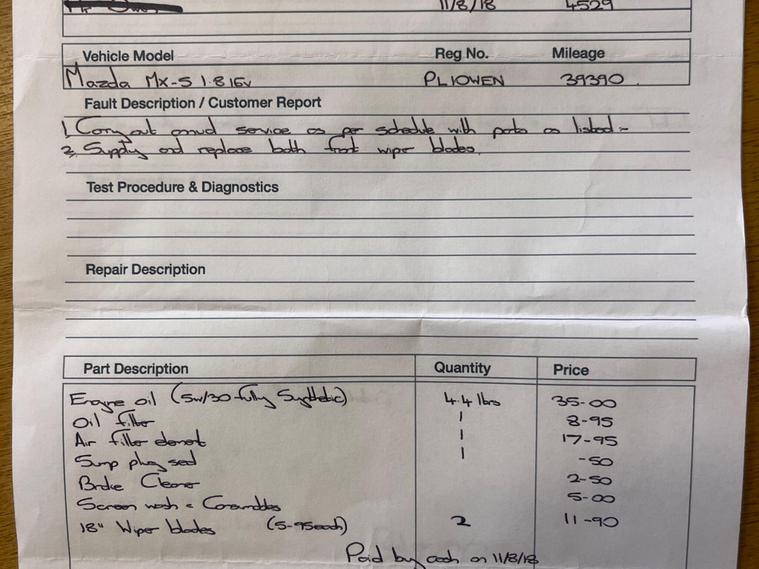 11/8/18 4529
Vehicle Model Reg No. Mileage
Mazda MX-5 1.8 16v PL10WEN 39390.
Fault Description / Customer Report
1, Carry out annual service as per schedule with parts as listed:-
2, Supply and replace both front wiper blades.
Test Procedure & Diagnostics
Repair Description
Part Description Quantity Price
Engine oil (5w/30 fully Synthetic) 4.4 ltrs 35-00
Oil filter 1 8-95
Air filter element 1 17-95
Sump plug seal 1 -50
Brake Cleaner 2-50
Screen wash & Consumables 5-00
18" Wiper blades (5-95each) 2 11-90
Paid by cash on 11/8/18